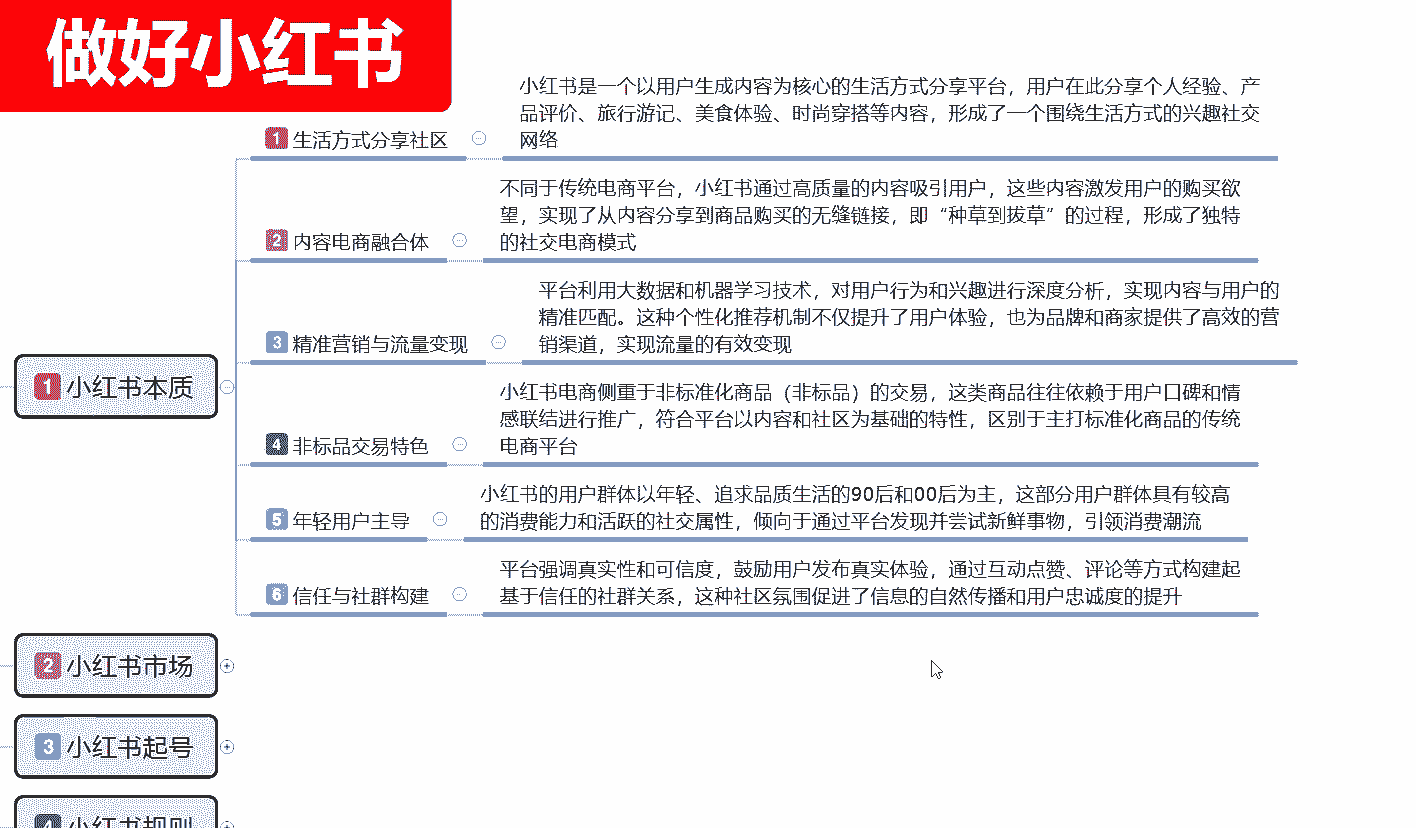 做好小红书
小红书是一个以用户生成内容为核心的生活方式分享平台，用户在此分享个人经验、产
品评价、旅行游记、美食体验、时尚穿搭等内容，形成了一个围绕生活方式的兴趣社交
网络
1 生活方式分享社区
不同于传统电商平台，小红书通过高质量的内容吸引用户，这些内容激发用户的购买欲
望，实现了从内容分享到商品购买的无缝链接，即“种草到拔草”的过程，形成了独特
的社交电商模式
2 内容电商融合体
平台利用大数据和机器学习技术，对用户行为和兴趣进行深度分析，实现内容与用户的
精准匹配。这种个性化推荐机制不仅提升了用户体验，也为品牌和商家提供了高效的营
销渠道，实现流量的有效变现
3 精准营销与流量变现
1 小红书本质
小红书电商侧重于非标准化商品（非标品）的交易，这类商品往往依赖于用户口碑和情
感联结进行推广，符合平台以内容和社区为基础的特性，区别于主打标准化商品的传统
电商平台
4 非标品交易特色
小红书的用户群体以年轻、追求品质生活的90后和00后为主，这部分用户群体具有较高
的消费能力和活跃的社交属性，倾向于通过平台发现并尝试新鲜事物，引领消费潮流
5 年轻用户主导
平台强调真实性和可信度，鼓励用户发布真实体验，通过互动点赞、评论等方式构建起
基于信任的社群关系，这种社区氛围促进了信息的自然传播和用户忠诚度的提升
6 信任与社群构建
2 小红书市场
3 小红书起号
4 小红书规则